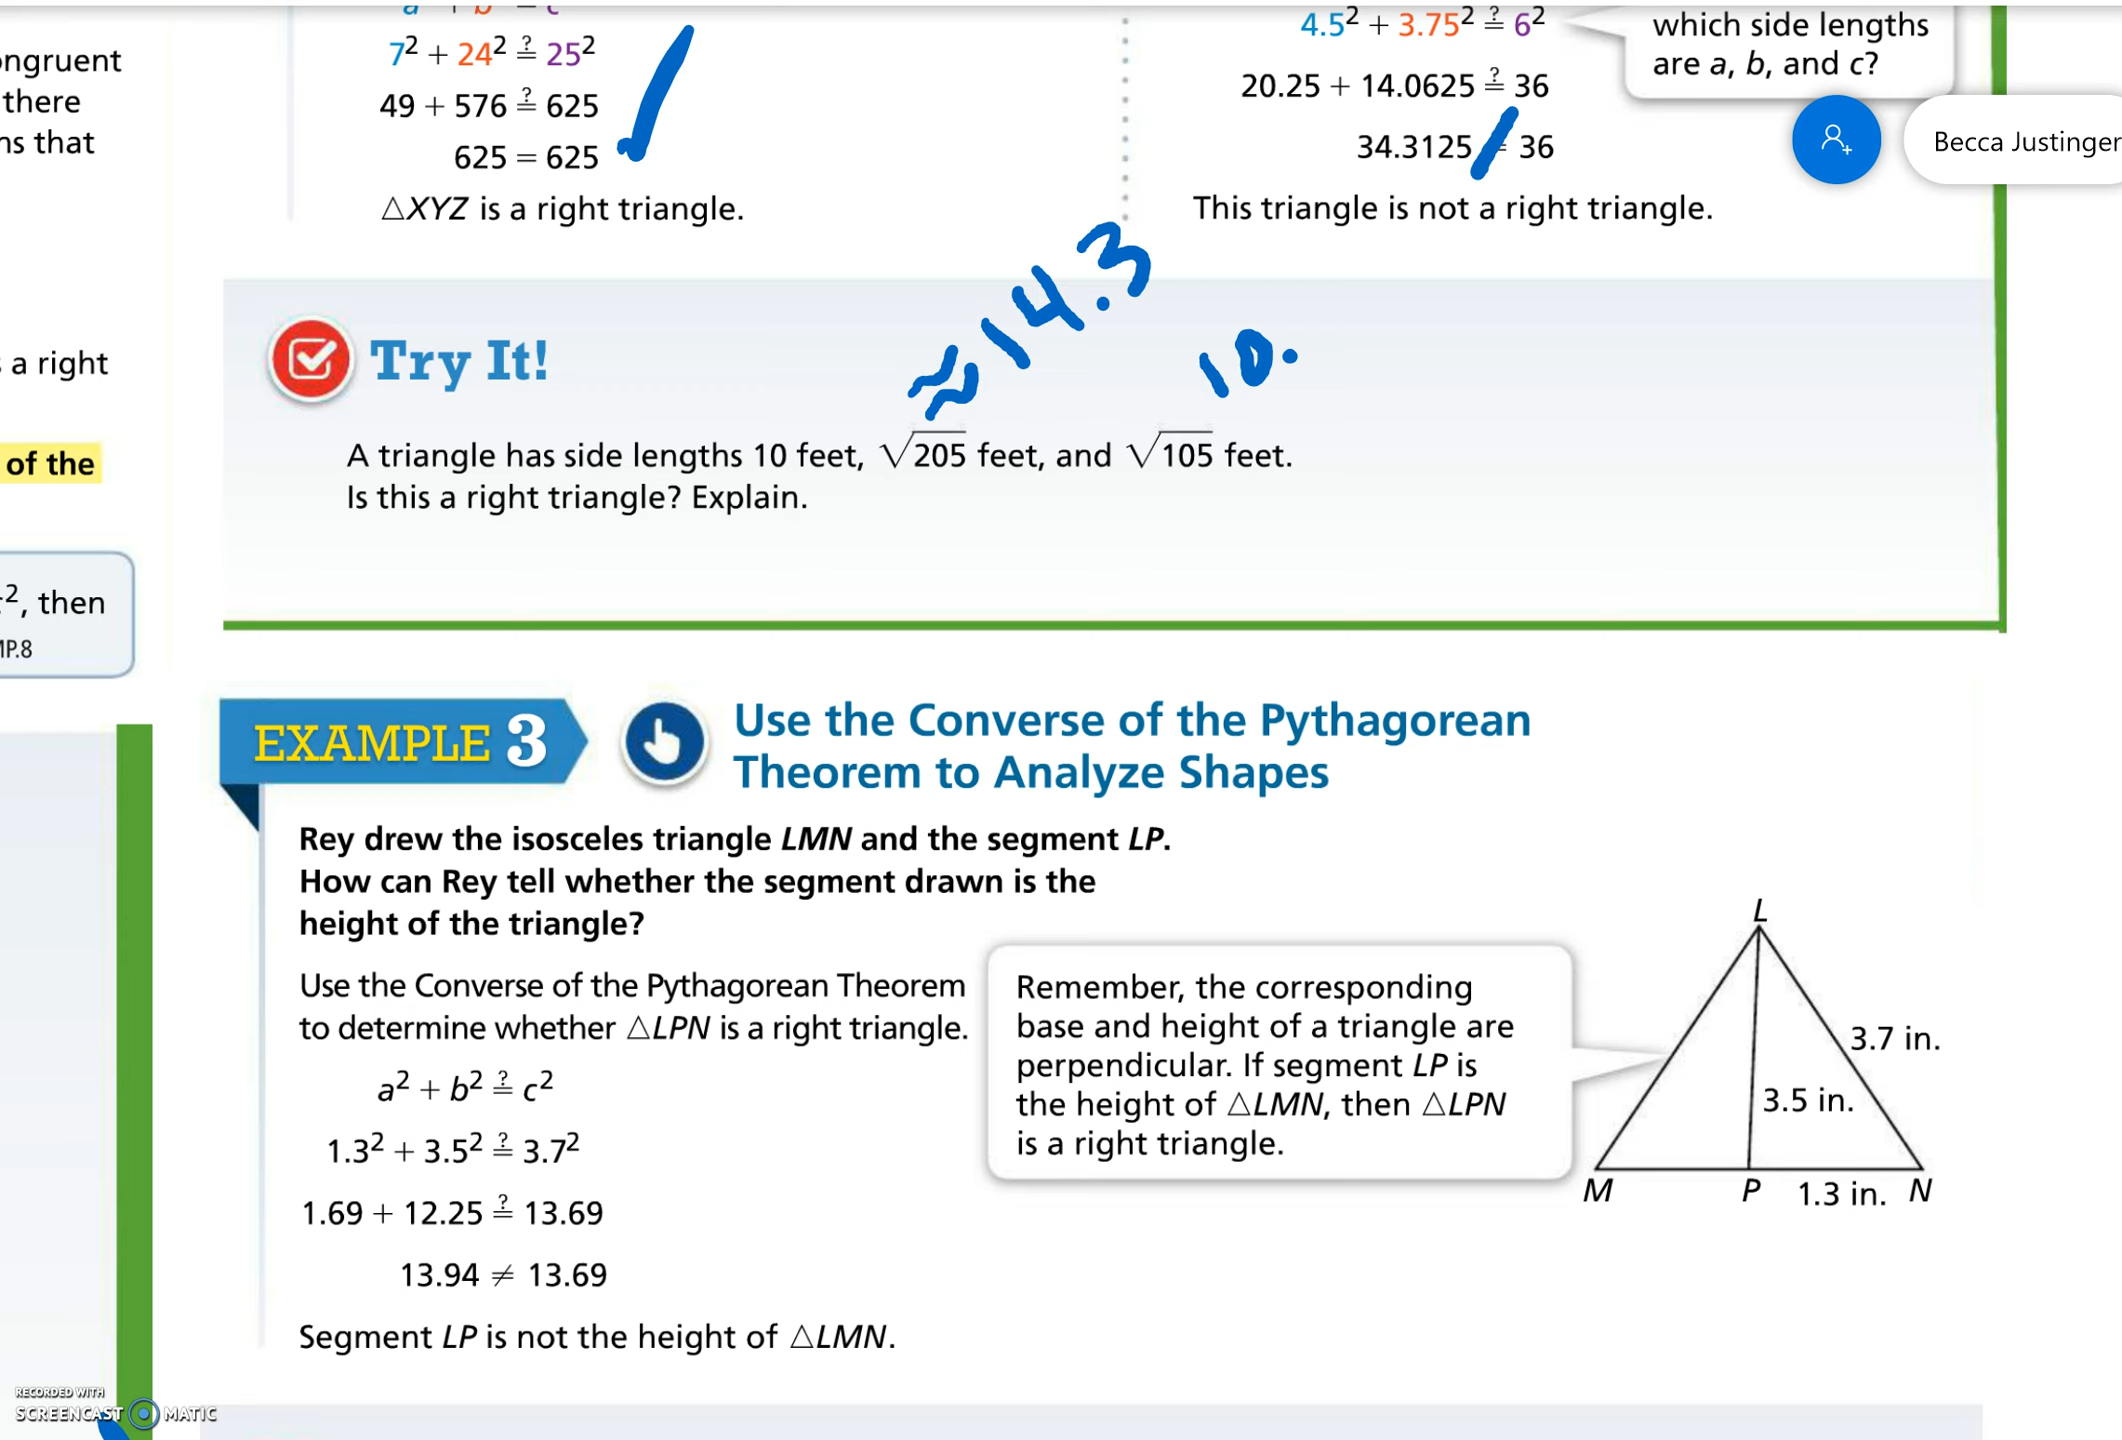 ongruent
there
ns that
a right
of the
2, then
MP.8
a + b = c
7² + 24² ≟ 25²
49 + 576 ≟ 625
625 = 625
△XYZ is a right triangle.
4.5² + 3.75² ≟ 6²
20.25 + 14.0625 ≟ 36
34.3125 ≠ 36
This triangle is not a right triangle.
which side lengths
are a, b, and c?
Becca Justinger
Try It!
≈14.3
10.
A triangle has side lengths 10 feet, √205 feet, and √105 feet.
Is this a right triangle? Explain.
EXAMPLE 3
Use the Converse of the Pythagorean
Theorem to Analyze Shapes
Rey drew the isosceles triangle LMN and the segment LP.
How can Rey tell whether the segment drawn is the
height of the triangle?
Use the Converse of the Pythagorean Theorem
to determine whether △LPN is a right triangle.
a² + b² ≟ c²
1.3² + 3.5² ≟ 3.7²
1.69 + 12.25 ≟ 13.69
13.94 ≠ 13.69
Segment LP is not the height of △LMN.
Remember, the corresponding
base and height of a triangle are
perpendicular. If segment LP is
the height of △LMN, then △LPN
is a right triangle.
L
3.7 in.
3.5 in.
M P 1.3 in. N
RECORDED WITH
SCREENCAST MATIC